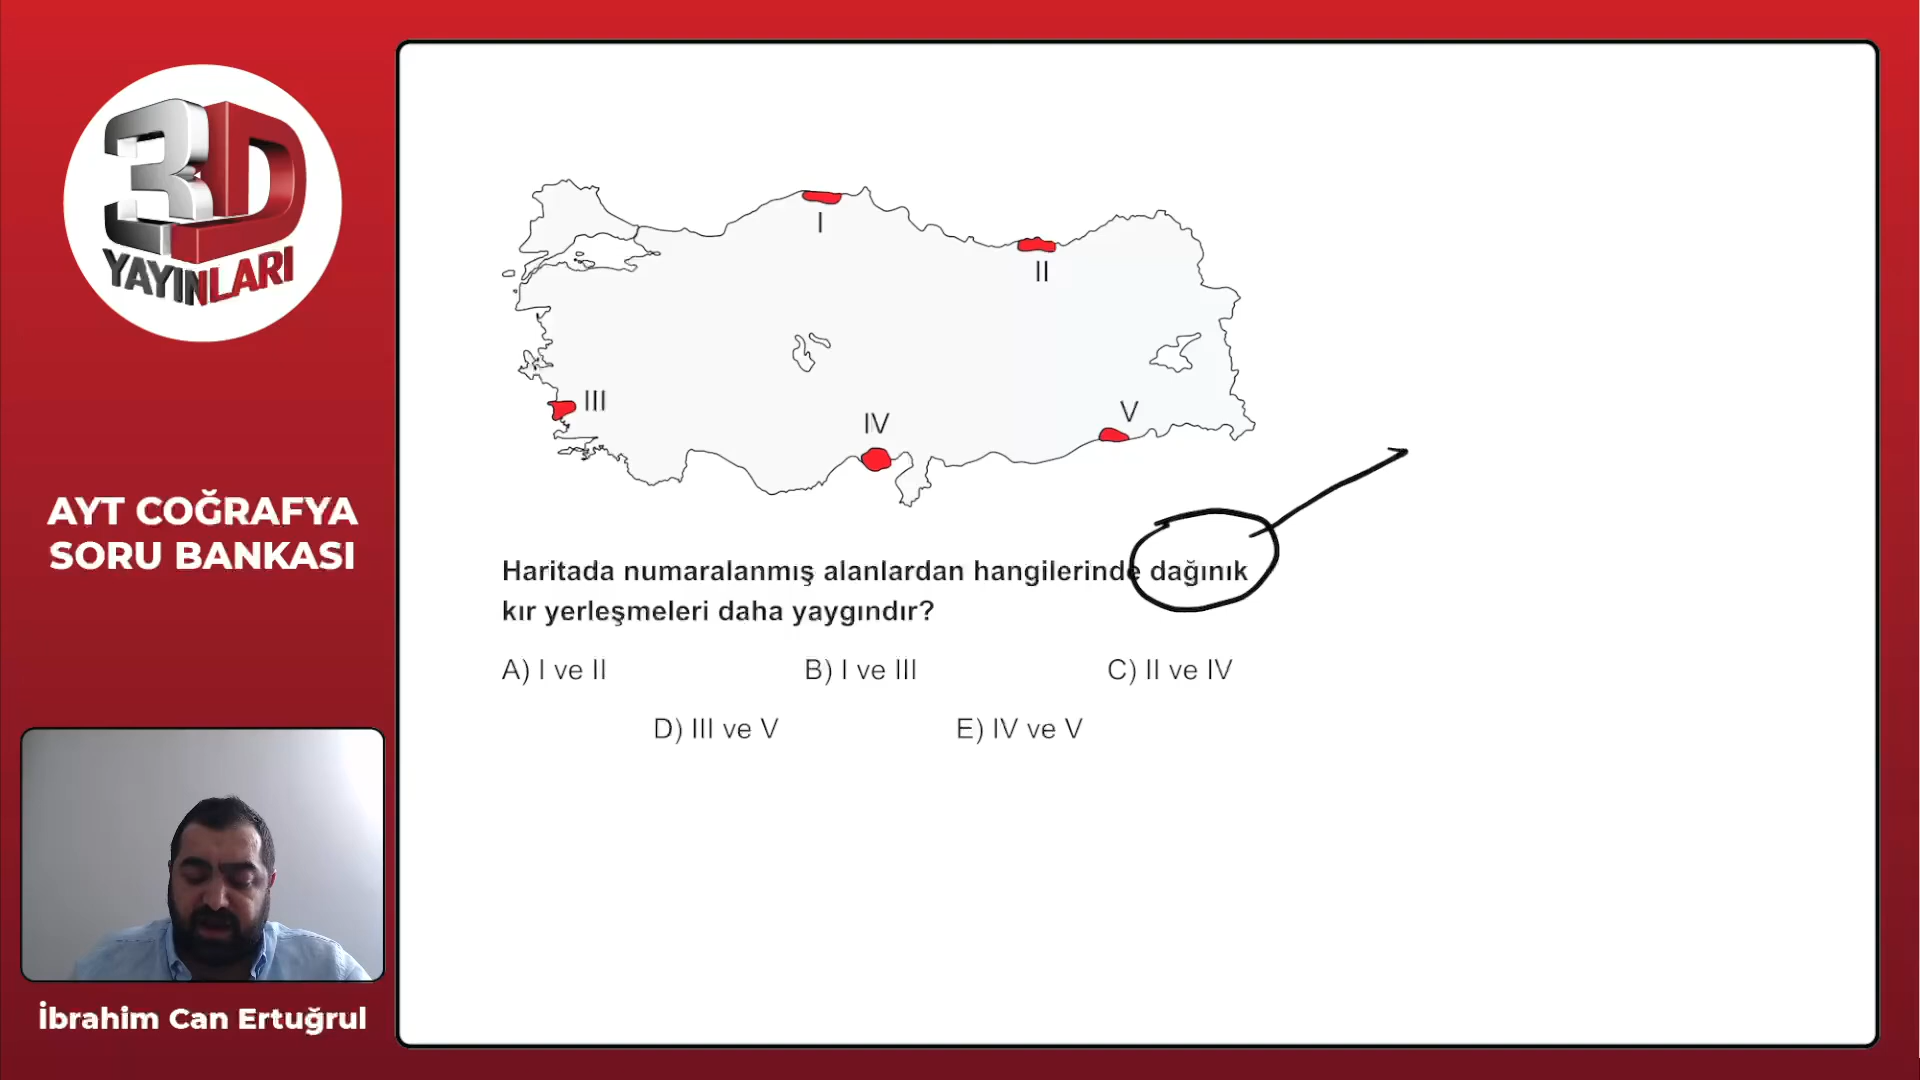 3D
YAYINLARI
AYT COĞRAFYA
SORU BANKASI
İbrahim Can Ertuğrul
I
II
III
IV
V
Haritada numaralanmış alanlardan hangilerinde dağınık
kır yerleşmeleri daha yaygındır?
A) I ve II
B) I ve III
C) II ve IV
D) III ve V
E) IV ve V